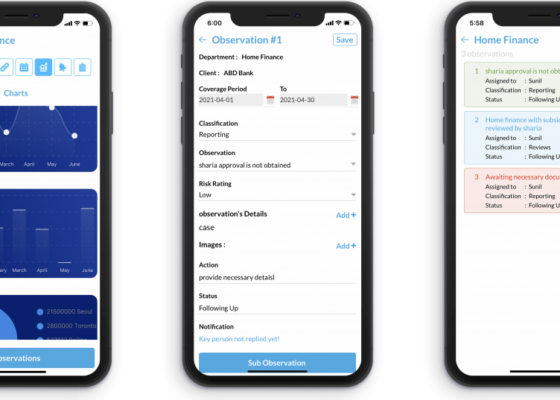 nce
Charts
March April May June
ry March April May June
21500000 Seoul
2800000 Toronto
bservations
6:00
← Observation #1 Save
Department : Home Finance
Client : ABD Bank
Coverage Period To
2021-04-01 2021-04-30
Classification
Reporting
Observation
sharia approval is not obtained
Risk Rating
Low
observation's Details Add +
case
Images : Add +
Action
provide necessary detaisl
Status
Following Up
Notification
Key person not replied yet!
Sub Observation
5:58
← Home Finance
3 observations
1 sharia approval is not obt
Assigned to : Sunil
Classification : Reporting
Status : Following U
2 Home finance with subsi
reviewed by sharia
Assigned to : Sunil
Classification : Reviews
Status : Following U
3 Awaiting necessary docu
Assigned to : Sunil
Classification : Reporting
Status : Following U